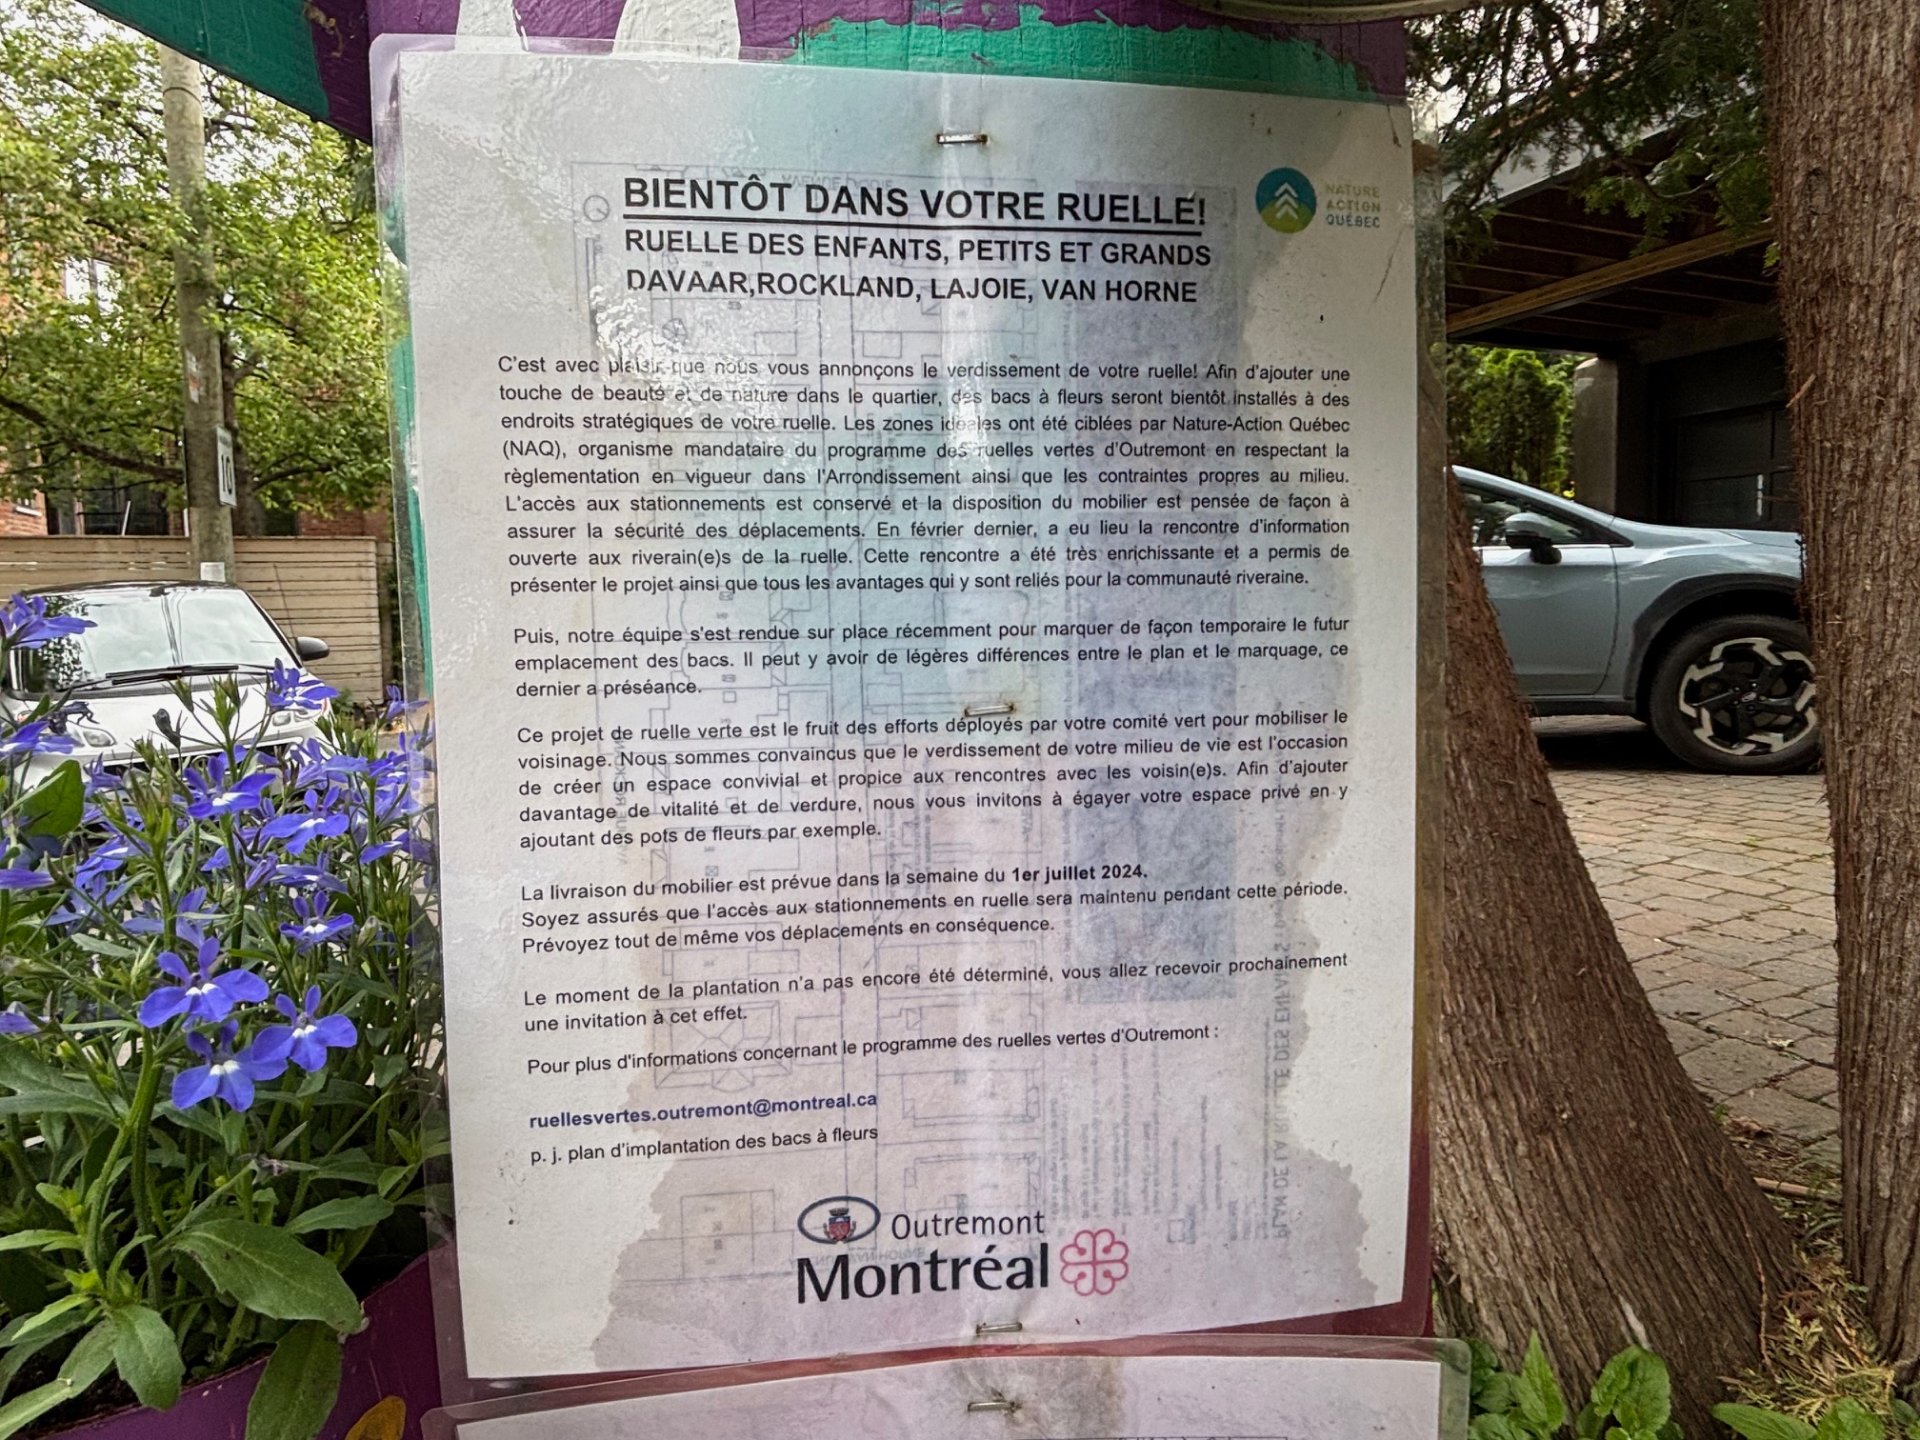 BIENTÔT DANS VOTRE RUELLE!
RUELLE DES ENFANTS, PETITS ET GRANDS
DAVAAR,ROCKLAND, LAJOIE, VAN HORNE
NATURE
ACTION
QUÉBEC
C'est avec plaisir que nous vous annonçons le verdissement de votre ruelle! Afin d'ajouter une
touche de beauté et de nature dans le quartier, des bacs à fleurs seront bientôt installés à des
endroits stratégiques de votre ruelle. Les zones idéales ont été ciblées par Nature-Action Québec
(NAQ), organisme mandataire du programme des ruelles vertes d'Outremont en respectant la
règlementation en vigueur dans l'Arrondissement ainsi que les contraintes propres au milieu.
L'accès aux stationnements est conservé et la disposition du mobilier est pensée de façon à
assurer la sécurité des déplacements. En février dernier, a eu lieu la rencontre d'information
ouverte aux riverain(e)s de la ruelle. Cette rencontre a été très enrichissante et a permis de
présenter le projet ainsi que tous les avantages qui y sont reliés pour la communauté riveraine.
Puis, notre équipe s'est rendue sur place récemment pour marquer de façon temporaire le futur
emplacement des bacs. Il peut y avoir de légères différences entre le plan et le marquage, ce
dernier a préséance.
Ce projet de ruelle verte est le fruit des efforts déployés par votre comité vert pour mobiliser le
voisinage. Nous sommes convaincus que le verdissement de votre milieu de vie est l'occasion
de créer un espace convivial et propice aux rencontres avec les voisin(e)s. Afin d'ajouter
davantage de vitalité et de verdure, nous vous invitons à égayer votre espace privé en y
ajoutant des pots de fleurs par exemple.
La livraison du mobilier est prévue dans la semaine du 1er juillet 2024.
Soyez assurés que l'accès aux stationnements en ruelle sera maintenu pendant cette période.
Prévoyez tout de même vos déplacements en conséquence.
Le moment de la plantation n'a pas encore été déterminé, vous allez recevoir prochainement
une invitation à cet effet.
Pour plus d'informations concernant le programme des ruelles vertes d'Outremont :
ruellesvertes.outremont@montreal.ca
p. j. plan d'implantation des bacs à fleurs
Outremont
Montréal
10